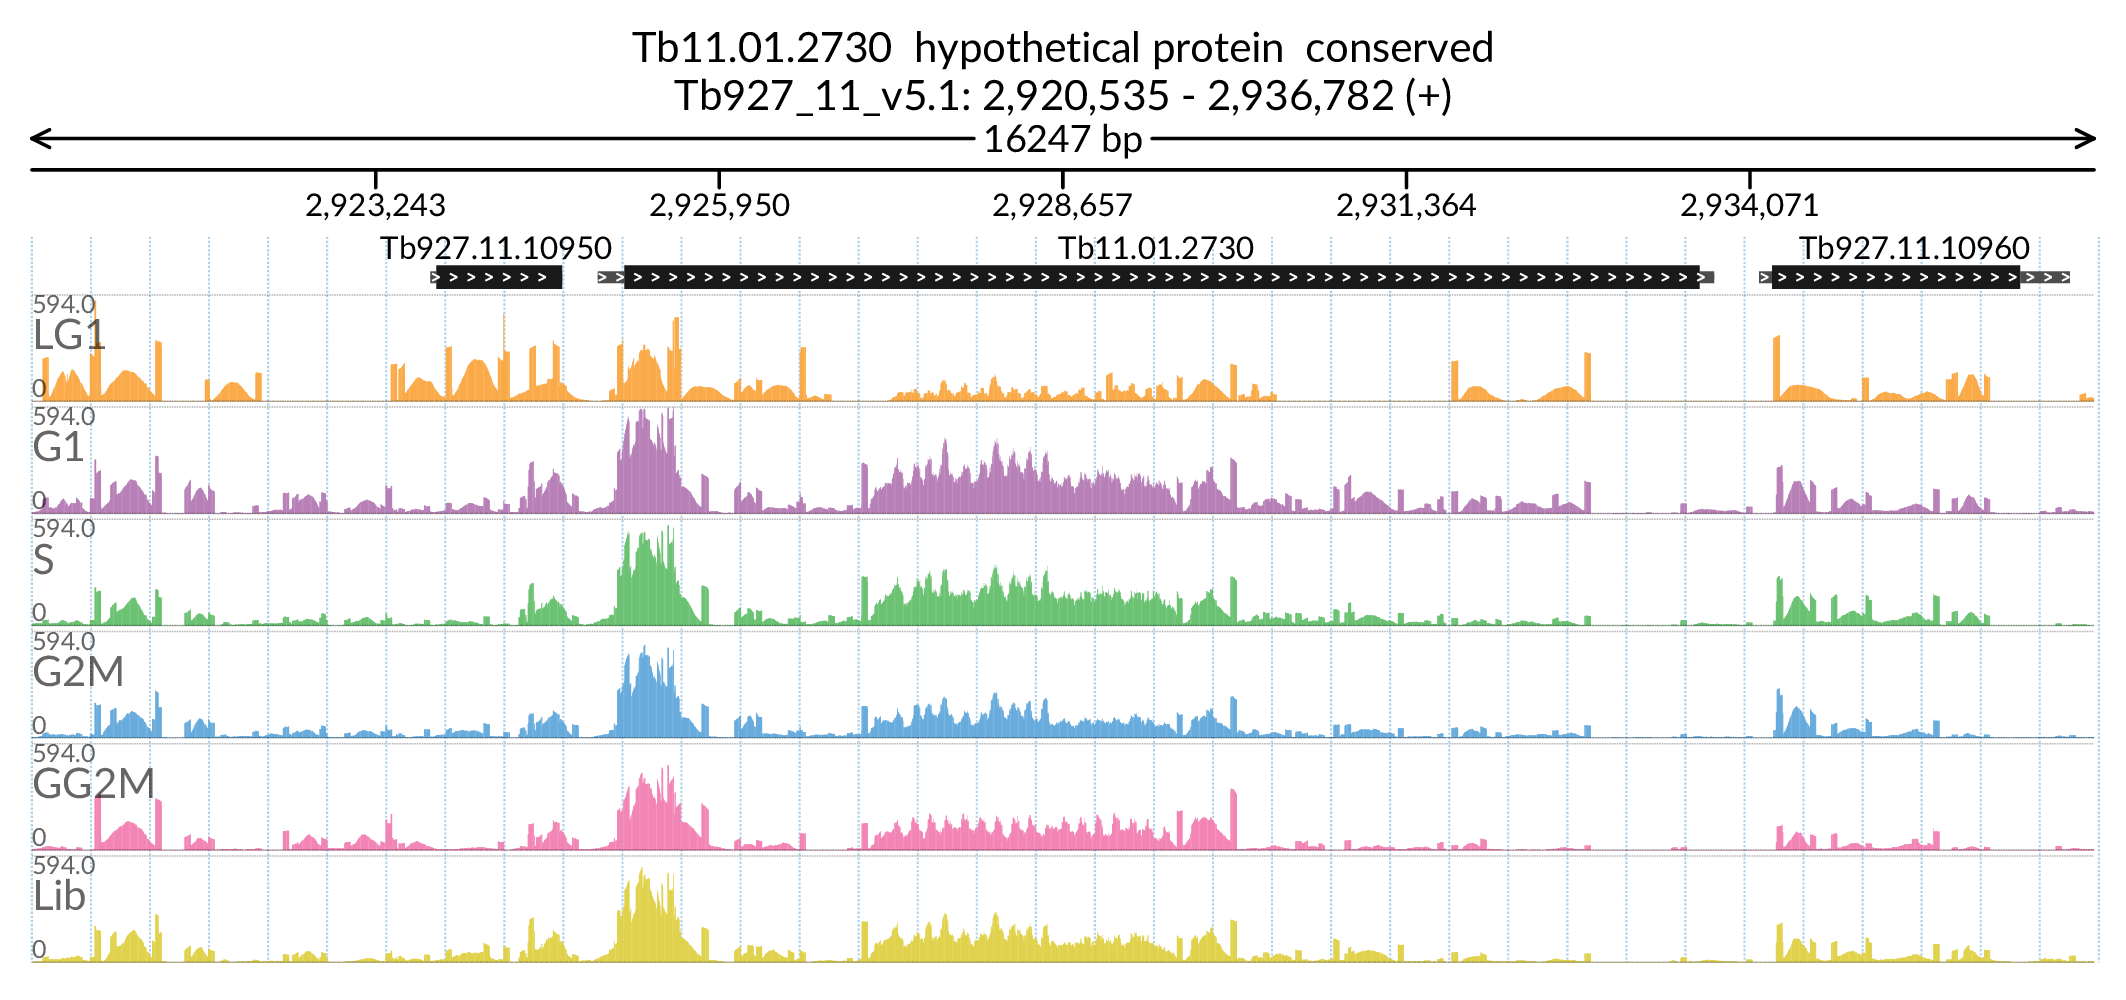 Tb11.01.2730  hypothetical protein  conserved
Tb927_11_v5.1: 2,920,535 - 2,936,782 (+)
16247 bp
2,923,243 2,925,950 2,928,657 2,931,364 2,934,071
Tb927.11.10950 Tb11.01.2730 Tb927.11.10960
594.0
LG1
0
594.0
G1
0
594.0
S
0
594.0
G2M
0
594.0
GG2M
0
594.0
Lib
0